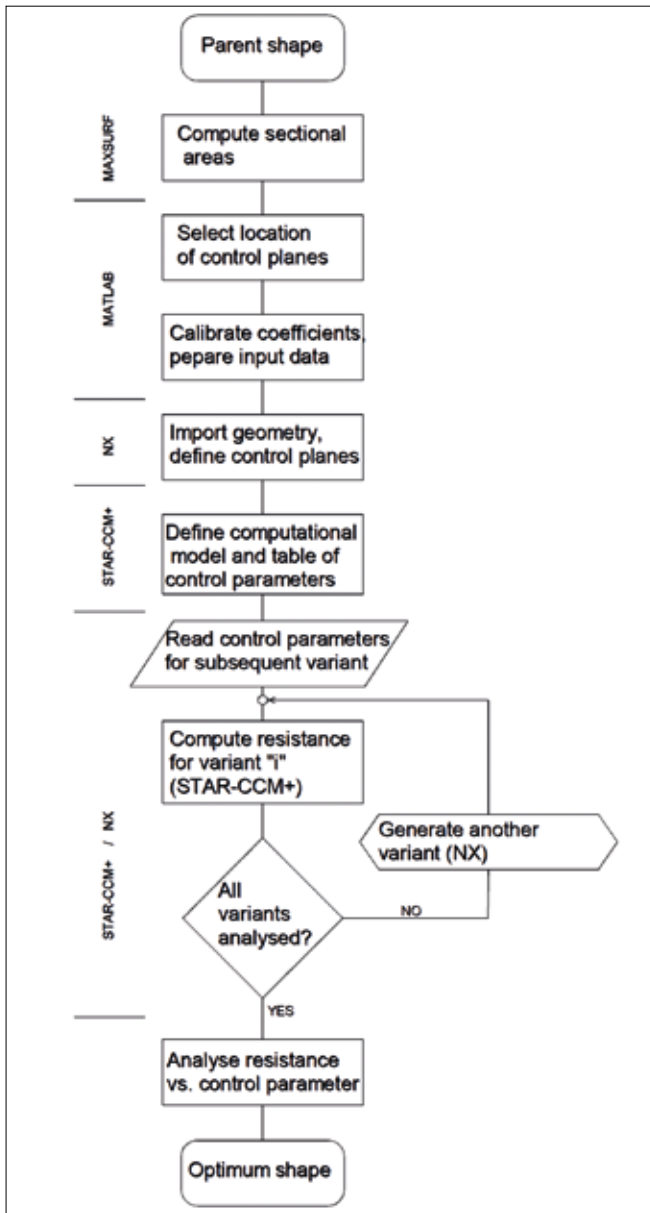 Parent shape
MAXSURF
Compute sectional
areas
MATLAB
Select location
of control planes
Calibrate coefficients,
pepare input data
NX
Import geometry,
define control planes
STAR-CCM+
Define computational
model and table of
control parameters
Read control parameters
for subsequent variant
STAR-CCM+ / NX
Compute resistance
for variant "i"
(STAR-CCM+)
Generate another
variant (NX)
All
variants
analysed?
NO
YES
Analyse resistance
vs. control parameter
Optimum shape